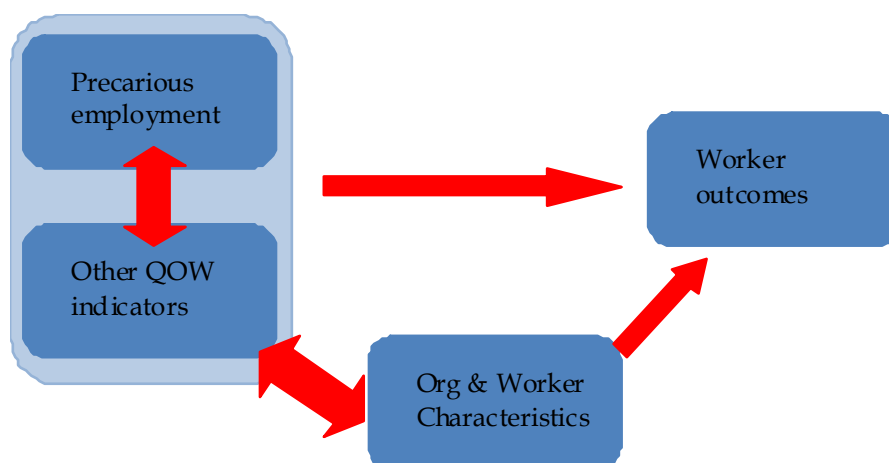 Precarious
employment
Other QOW
indicators
Worker
outcomes
Org & Worker
Characteristics